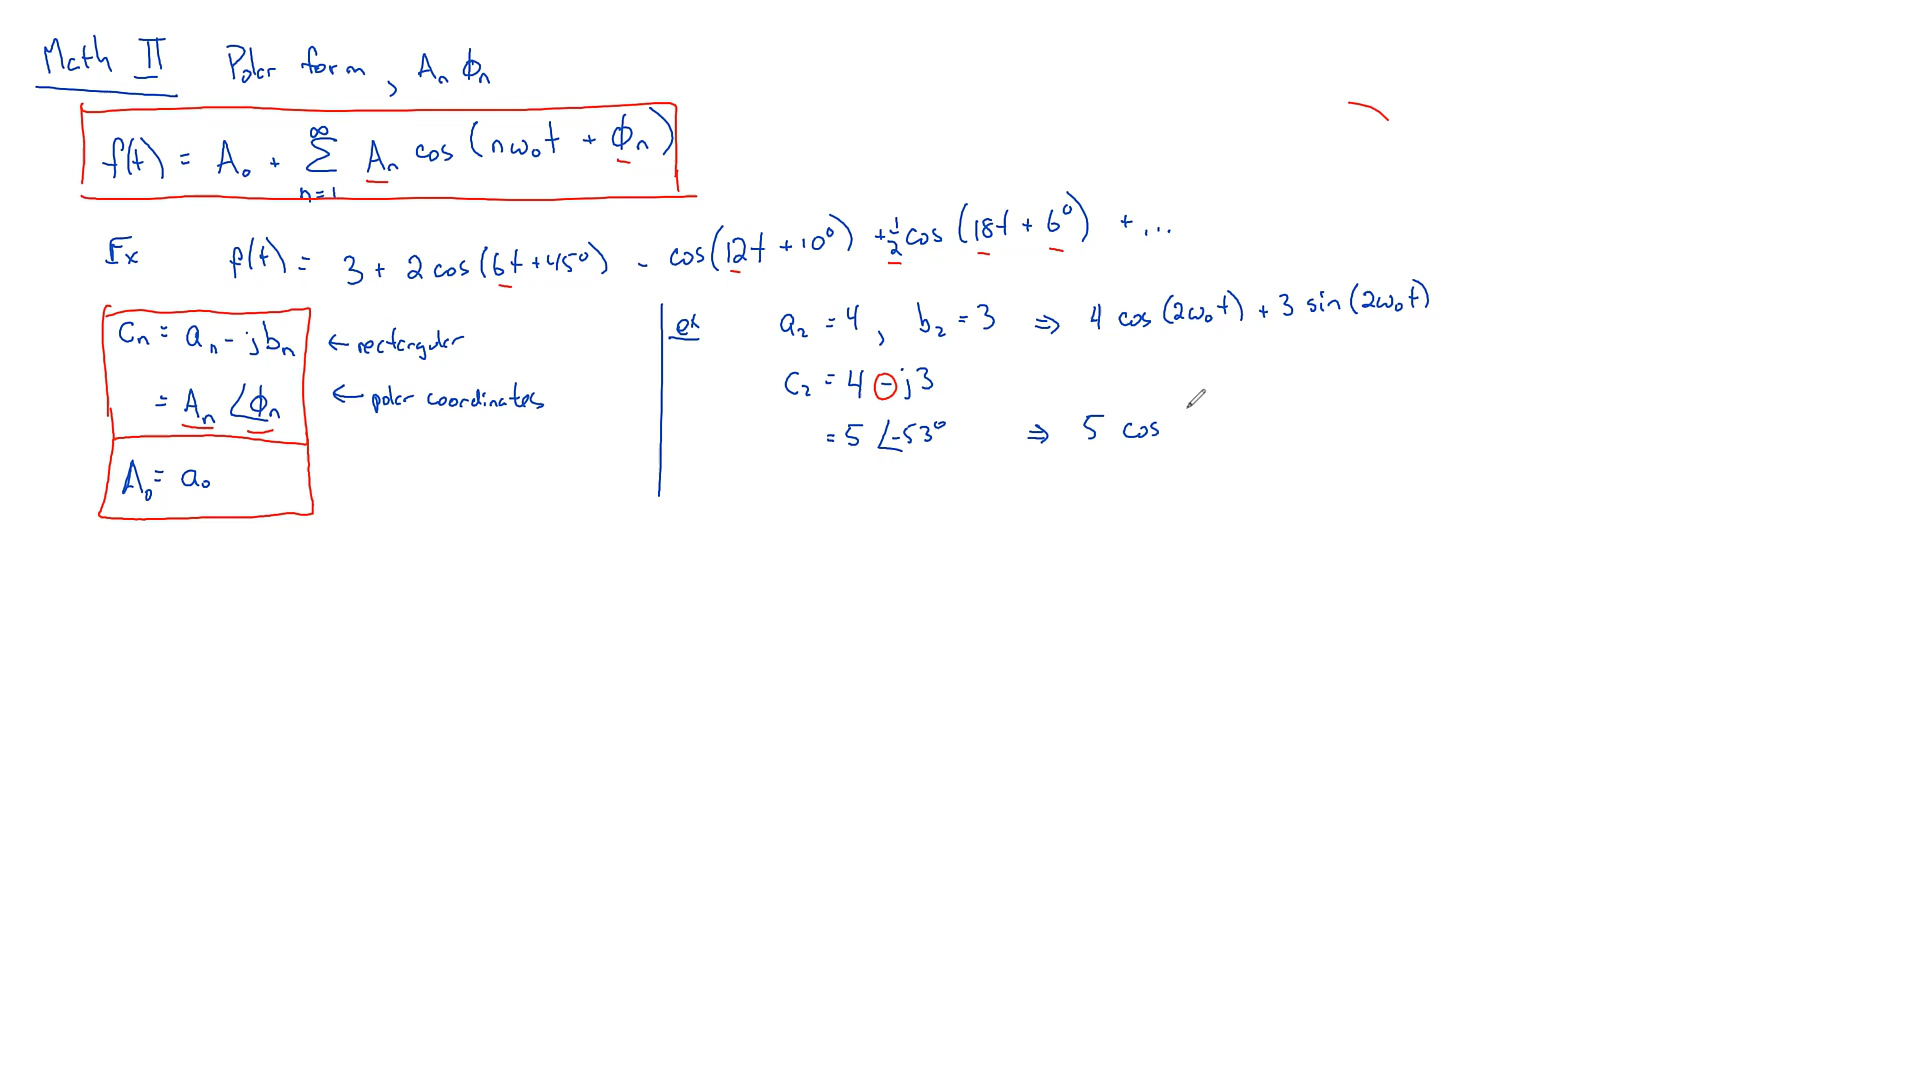 Math II Polar form, Aₙ ϕₙ
f(t) = A₀ + ∞ Σ n=1 Aₙ cos (nω₀t + ϕₙ)
Ex f(t) = 3 + 2 cos (6t + 45°) - cos (12t + 10°) + 1/2 cos (18t + 6°) + ...
Cₙ = aₙ - jbₙ ← rectangular
= Aₙ ∠ϕₙ ← polar coordinates
A₀ = a₀
ex a₂ = 4, b₂ = 3 ⇒ 4 cos (2ω₀t) + 3 sin (2ω₀t)
C₂ = 4 - j3
= 5 ∠-53° ⇒ 5 cos